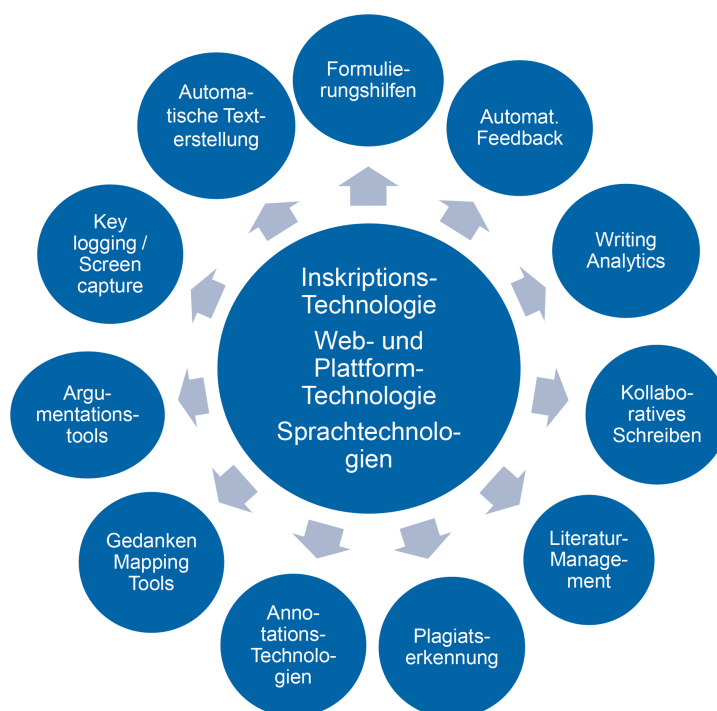 Formulie-
rungshilfen
Automat.
Feedback
Writing
Analytics
Kollabo-
ratives
Schreiben
Literatur-
Manage-
ment
Plagiats-
erkennung
Anno-
tations-
Technolo-
gien
Gedanken
Mapping
Tools
Argu-
mentations-
tools
Key
logging /
Screen
capture
Automa-
tische Text-
erstellung
Inskriptions-
Technologie
Web- und
Plattform-
Technologie
Sprachtechnolo-
gien